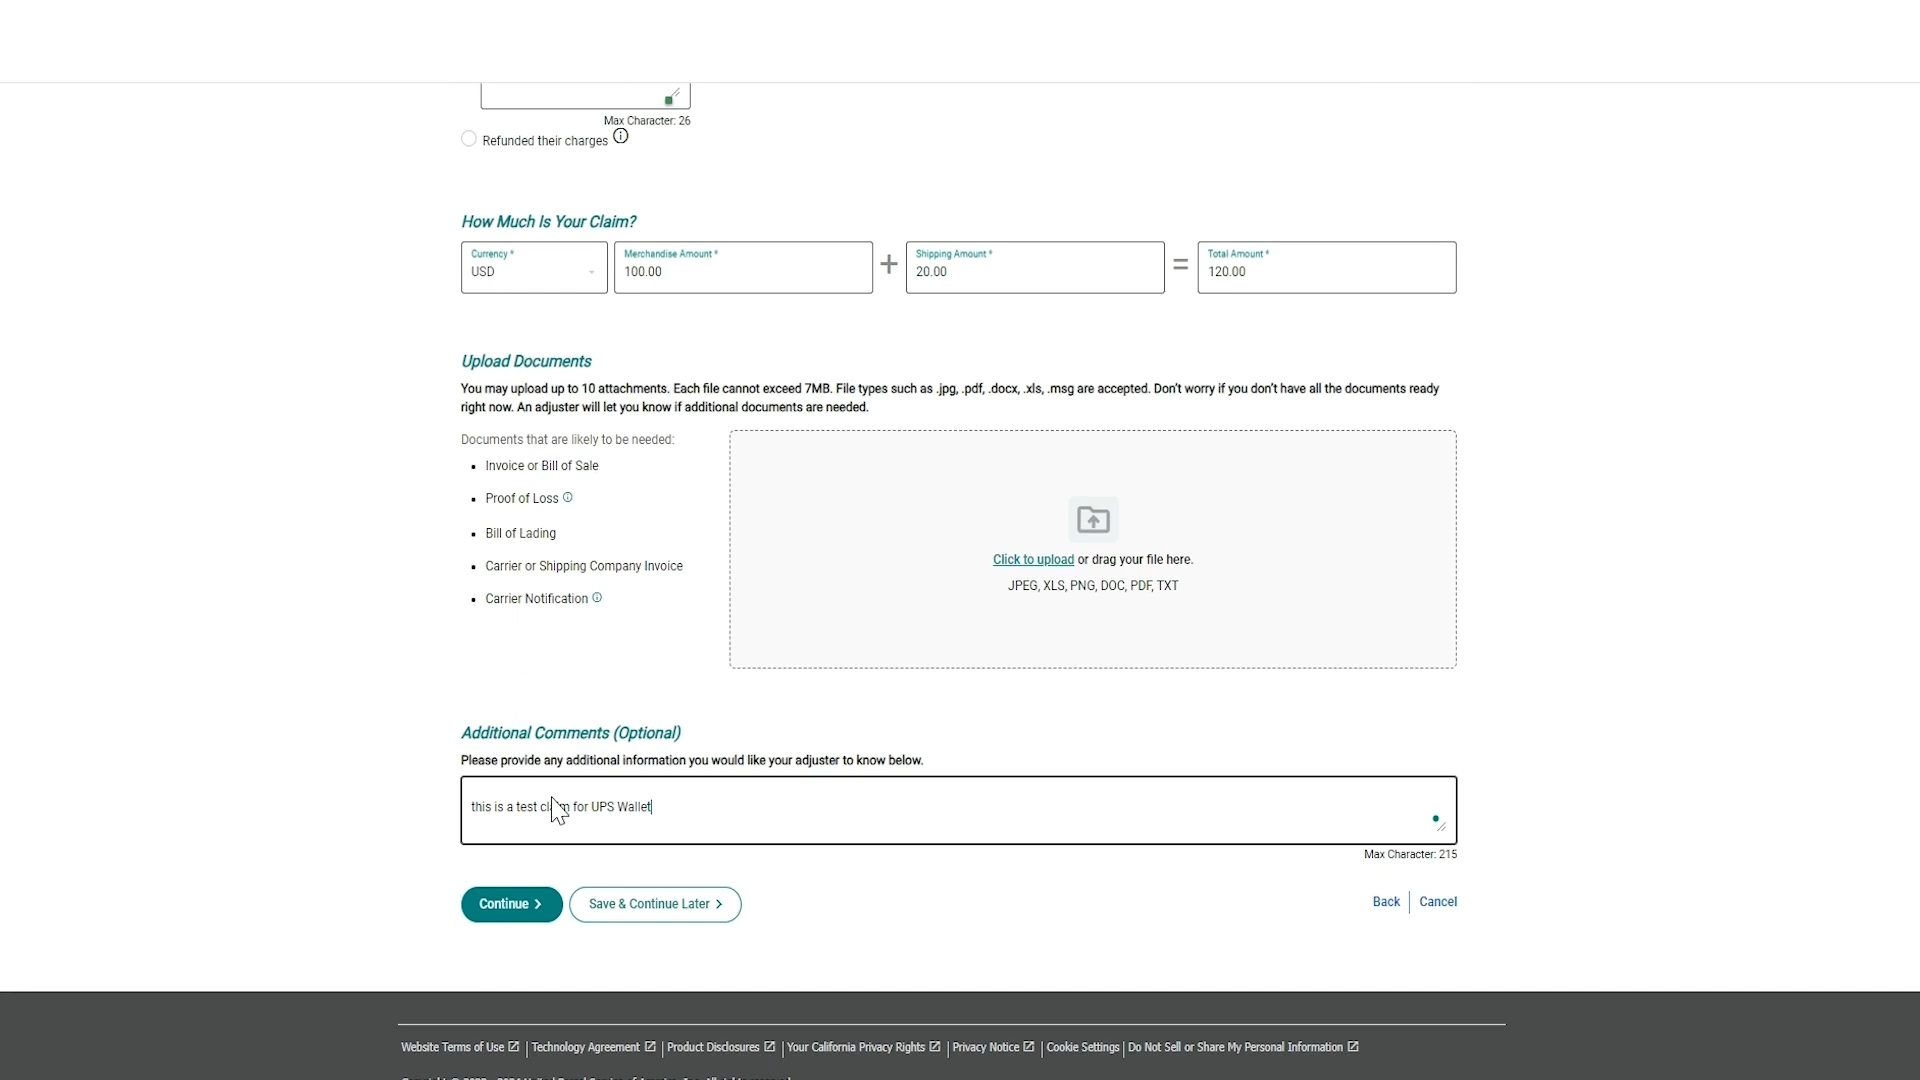 Max Character: 26
Refunded their charges
How Much Is Your Claim?
Currency * Merchandise Amount * Shipping Amount * Total Amount *
USD 100.00 + 20.00 = 120.00
Upload Documents
You may upload up to 10 attachments. Each file cannot exceed 7MB. File types such as .jpg, .pdf, .docx, .xls, .msg are accepted. Don't worry if you don't have all the documents ready
right now. An adjuster will let you know if additional documents are needed.
Documents that are likely to be needed:
Invoice or Bill of Sale
Proof of Loss
Bill of Lading
Carrier or Shipping Company Invoice
Carrier Notification
Click to upload or drag your file here.
JPEG, XLS, PNG, DOC, PDF, TXT
Additional Comments (Optional)
Please provide any additional information you would like your adjuster to know below.
this is a test claim for UPS Wallet
Max Character: 215
Continue > Save & Continue Later > Back | Cancel
Website Terms of Use | Technology Agreement | Product Disclosures | Your California Privacy Rights | Privacy Notice | Cookie Settings | Do Not Sell or Share My Personal Information